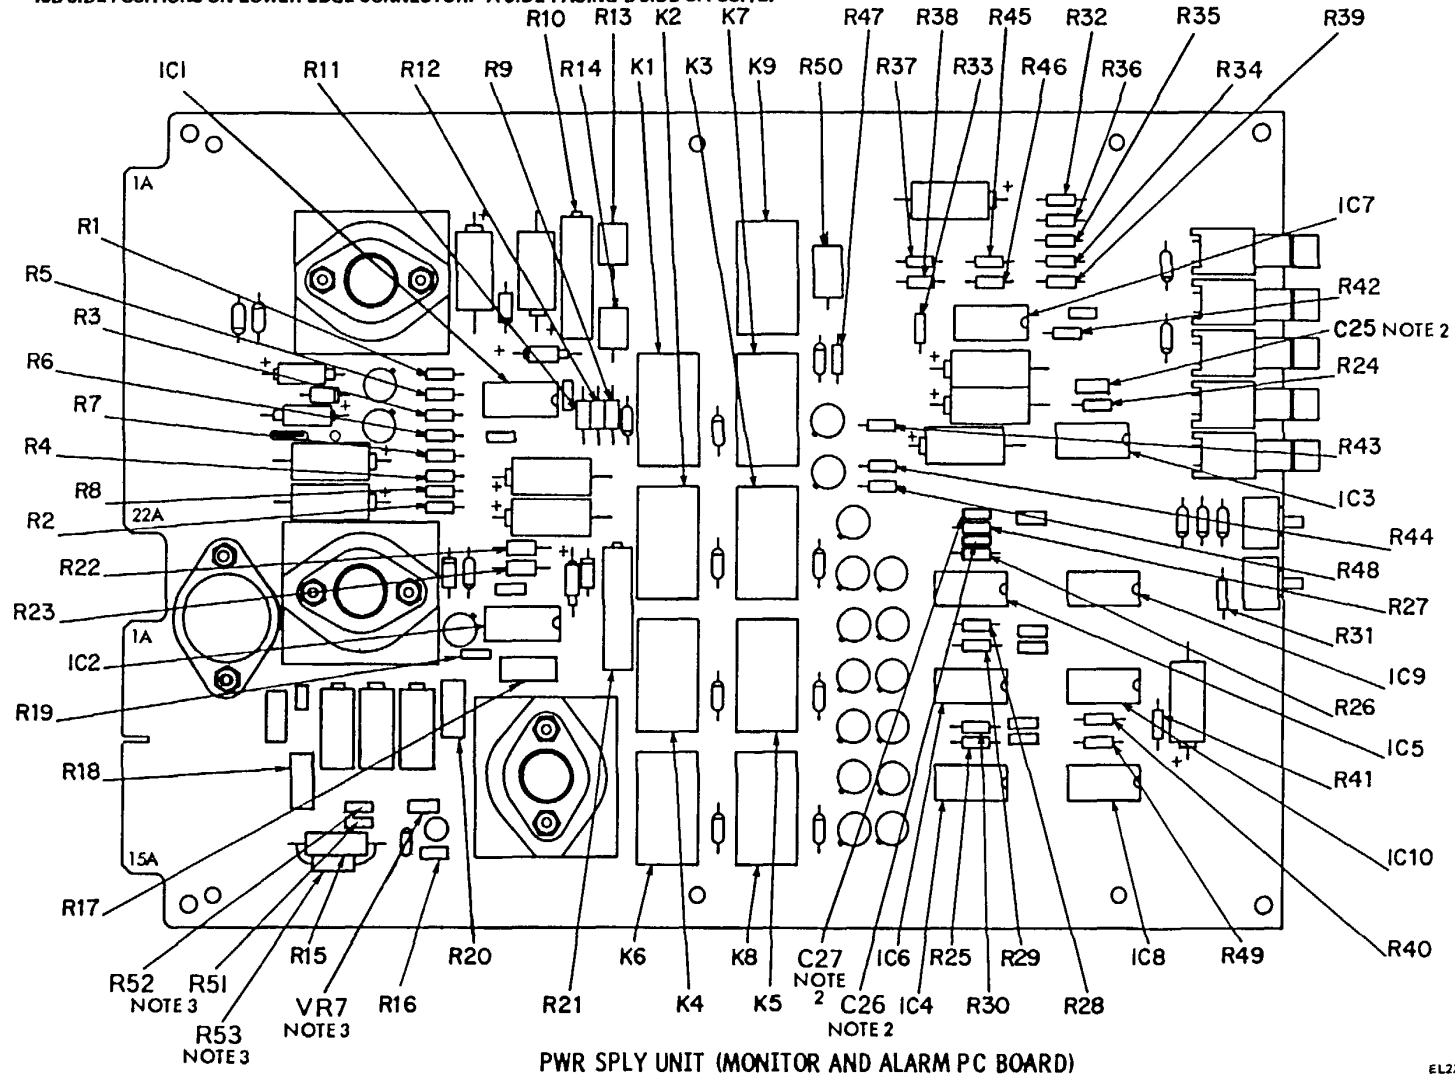 R10 R13 K2 K7 R47 R38 R45 R32 R35 R39
IC1 R11 R12 R9 R14 K1 K3 K9 R50 R37 R33 R46 R36 R34
1A
IC7
R1
R5
R42
R3
C25 NOTE 2
R6
R24
R7
R43
R4
IC3
R8
22A
R2
R44
R22
R48
R23
R27
1A
R31
IC2
IC9
R19
R26
IC5
R18
R41
15A
IC10
R17
R40
R52 R51
NOTE 3
R15
R20
K6
K8
C27
NOTE
2
IC6 R25 R29
IC8
R49
R53
NOTE 3
VR7
NOTE 3
R16
R21
K4
K5
C26
NOTE 2
IC4 R30 R28
PWR SPLY UNIT (MONITOR AND ALARM PC BOARD)